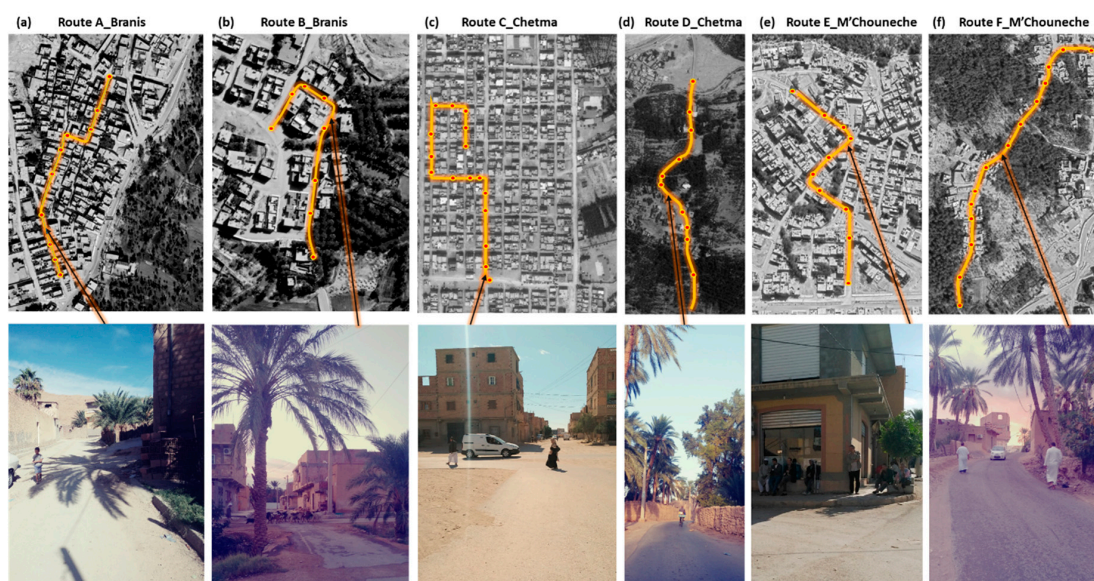 (a) Route A_Branis
(b) Route B_Branis
(c) Route C_Chetma
(d) Route D_Chetma
(e) Route E_M'Chouneche
(f) Route F_M'Chouneche